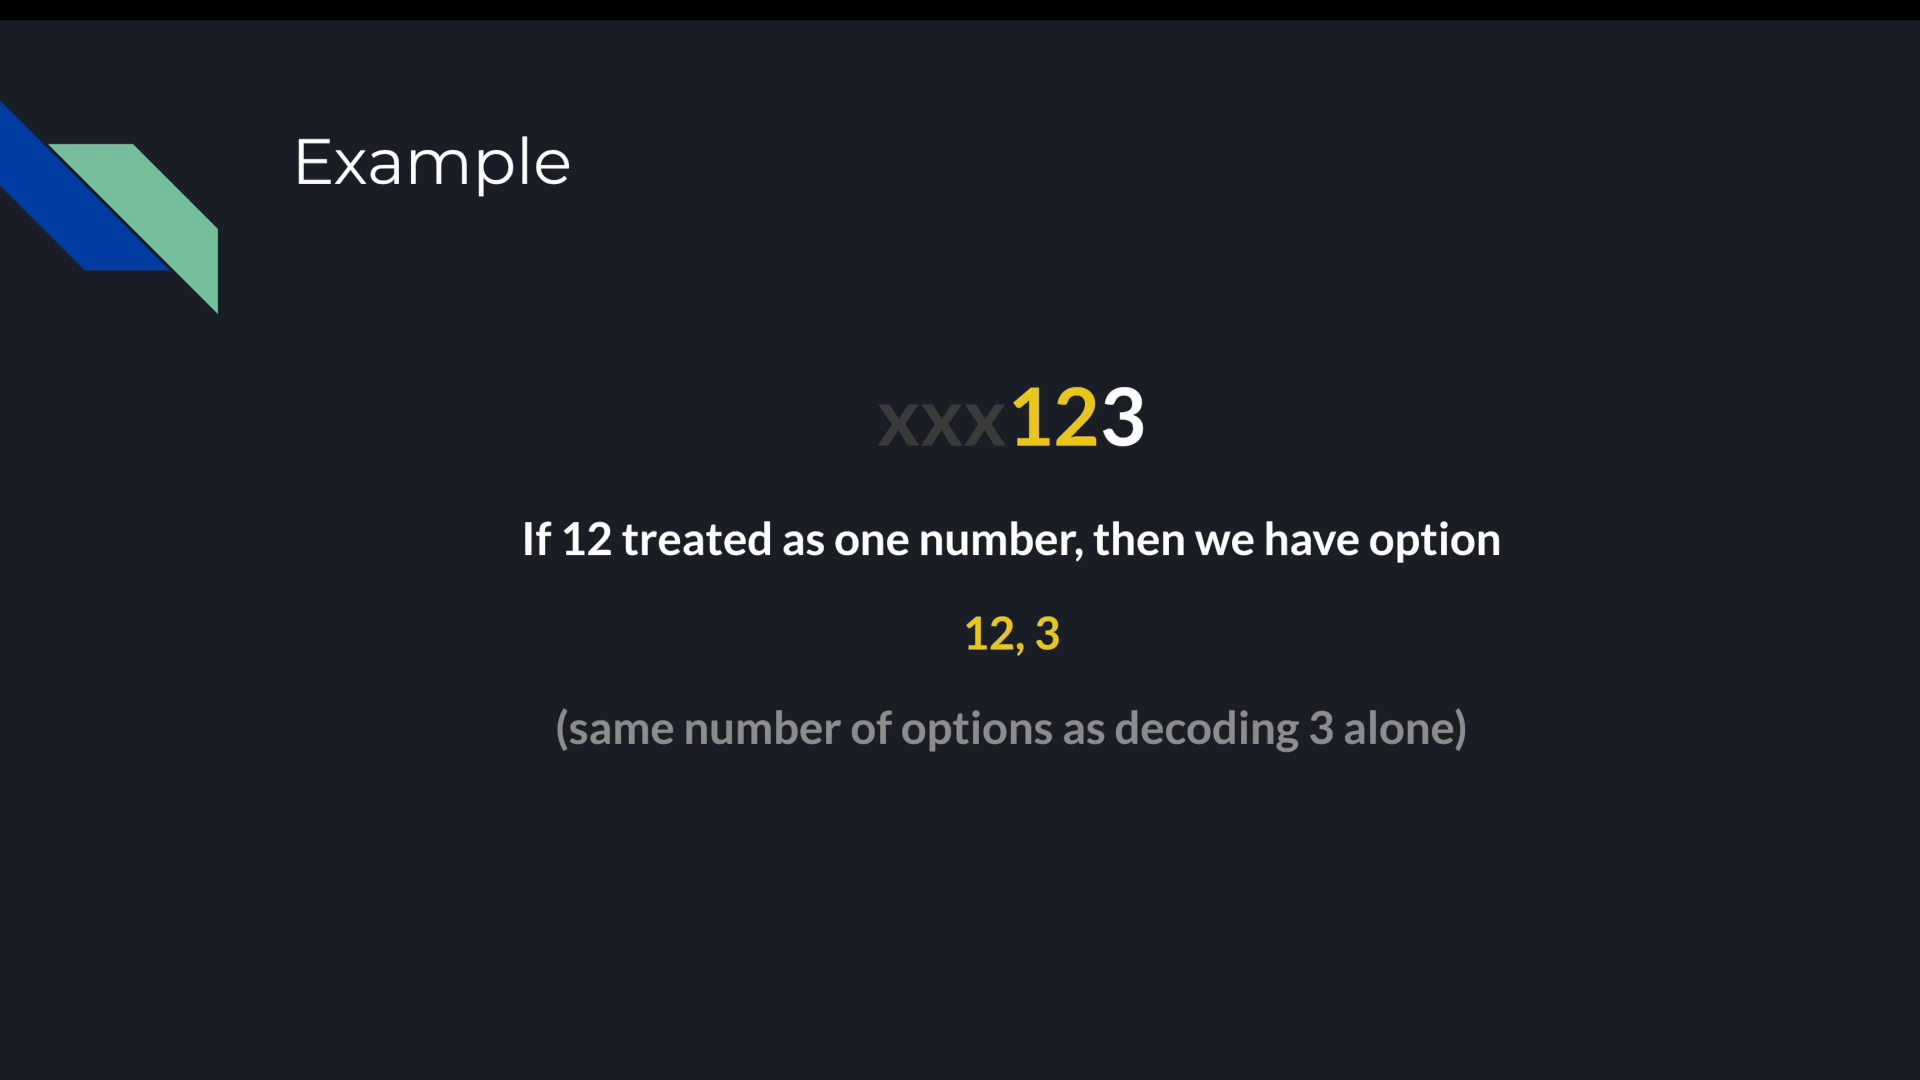 Example
xxx123
If 12 treated as one number, then we have option
12, 3
(same number of options as decoding 3 alone)